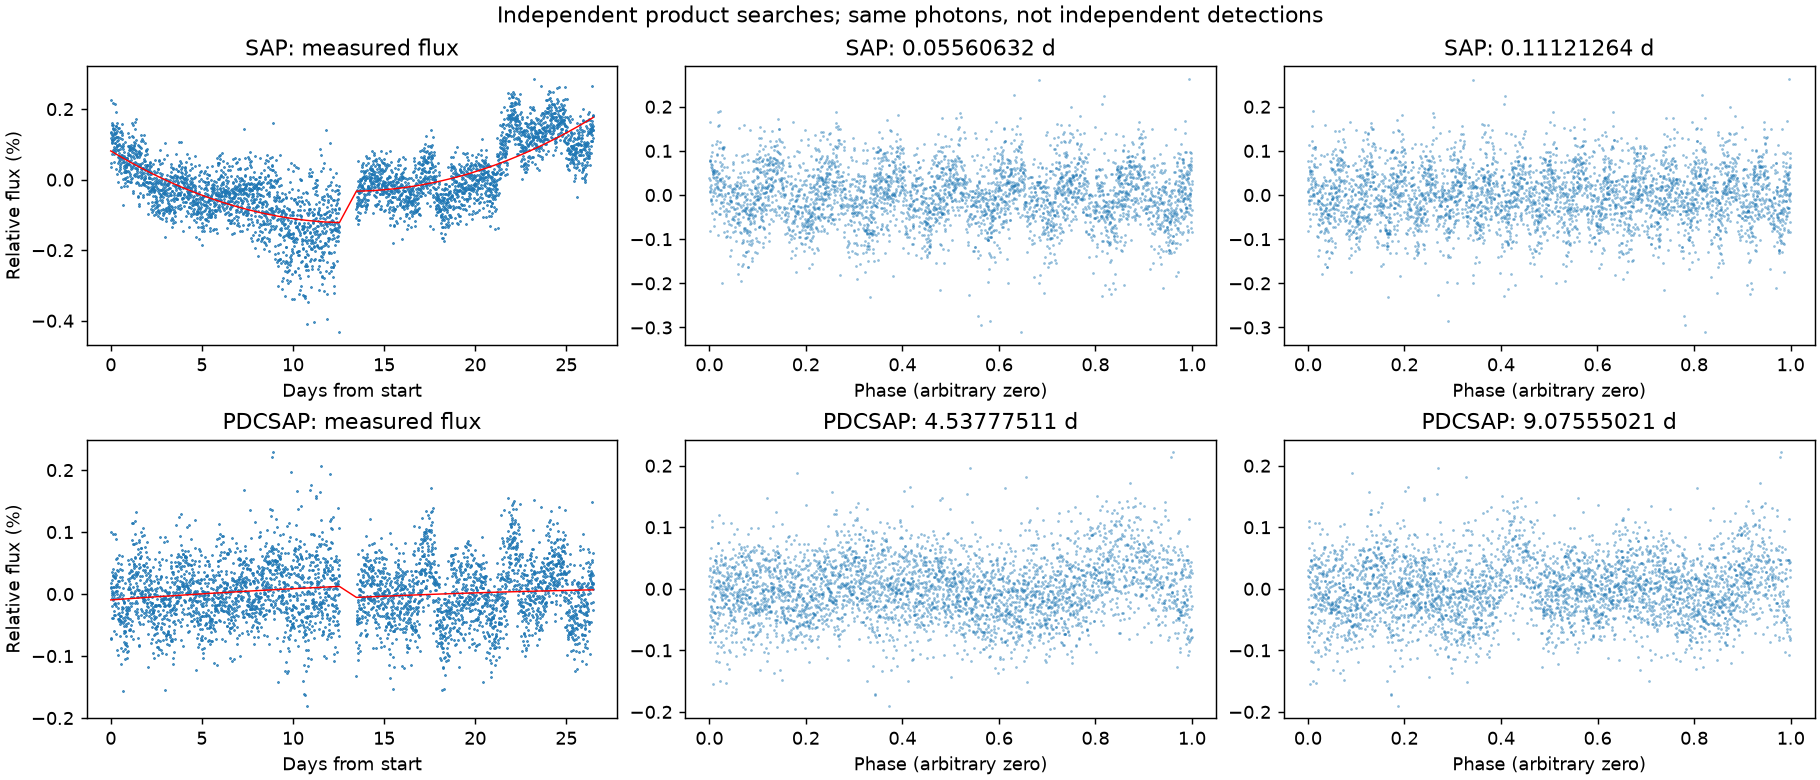 Independent product searches; same photons, not independent detections
SAP: measured flux
SAP: 0.05560632 d
SAP: 0.11121264 d
Relative flux (%)
0.2
0.0
−0.2
−0.4
0.2
0.1
0.0
−0.1
−0.2
−0.3
0.2
0.1
0.0
−0.1
−0.2
−0.3
0 5 10 15 20 25
0.0 0.2 0.4 0.6 0.8 1.0
0.0 0.2 0.4 0.6 0.8 1.0
Days from start
Phase (arbitrary zero)
Phase (arbitrary zero)
PDCSAP: measured flux
PDCSAP: 4.53777511 d
PDCSAP: 9.07555021 d
Relative flux (%)
0.2
0.1
0.0
−0.1
−0.2
0.2
0.1
0.0
−0.1
−0.2
0.2
0.1
0.0
−0.1
−0.2
0 5 10 15 20 25
0.0 0.2 0.4 0.6 0.8 1.0
0.0 0.2 0.4 0.6 0.8 1.0
Days from start
Phase (arbitrary zero)
Phase (arbitrary zero)